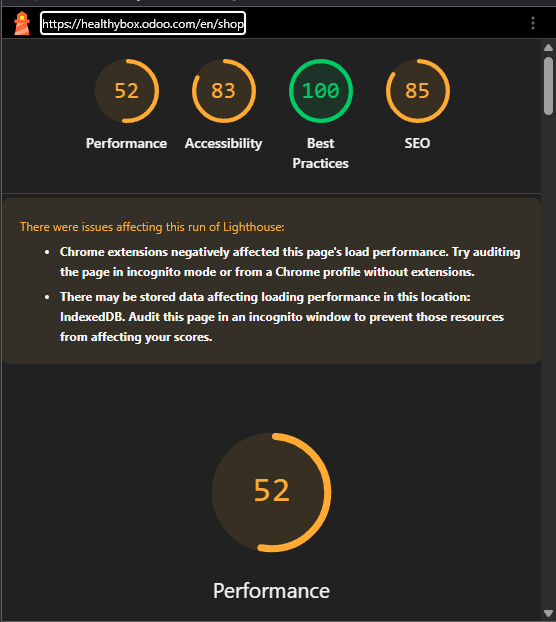 https://healthybox.odoo.com/en/shop
52 83 100 85
Performance Accessibility Best Practices SEO
There were issues affecting this run of Lighthouse:
• Chrome extensions negatively affected this page's load performance. Try auditing
the page in incognito mode or from a Chrome profile without extensions.
• There may be stored data affecting loading performance in this location:
IndexedDB. Audit this page in an incognito window to prevent those resources
from affecting your scores.
52
Performance